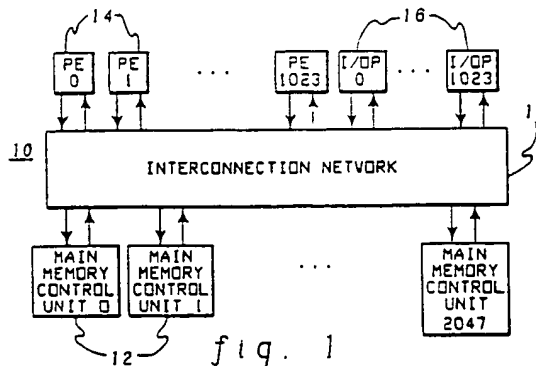 14
16
PE
0
PE
1
...
PE
1023
I/OP
0
...
I/OP
1023
1
10
INTERCONNECTION NETWORK
MAIN
MEMORY
CONTROL
UNIT 0
MAIN
MEMORY
CONTROL
UNIT 1
...
MAIN
MEMORY
CONTROL
UNIT
2047
12
fig. 1